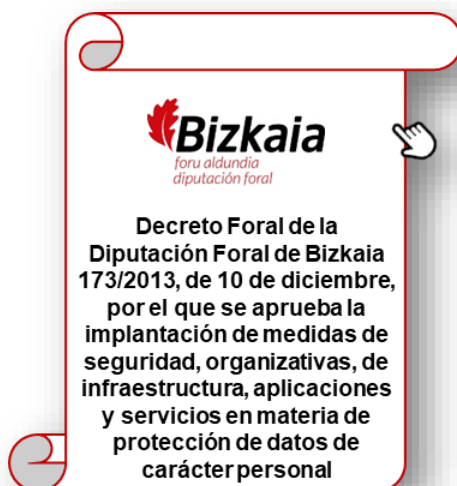 Bizkaia
foru aldundia
diputación foral
Decreto Foral de la
Diputación Foral de Bizkaia
173/2013, de 10 de diciembre,
por el que se aprueba la
implantación de medidas de
seguridad, organizativas, de
infraestructura, aplicaciones
y servicios en materia de
protección de datos de
carácter personal